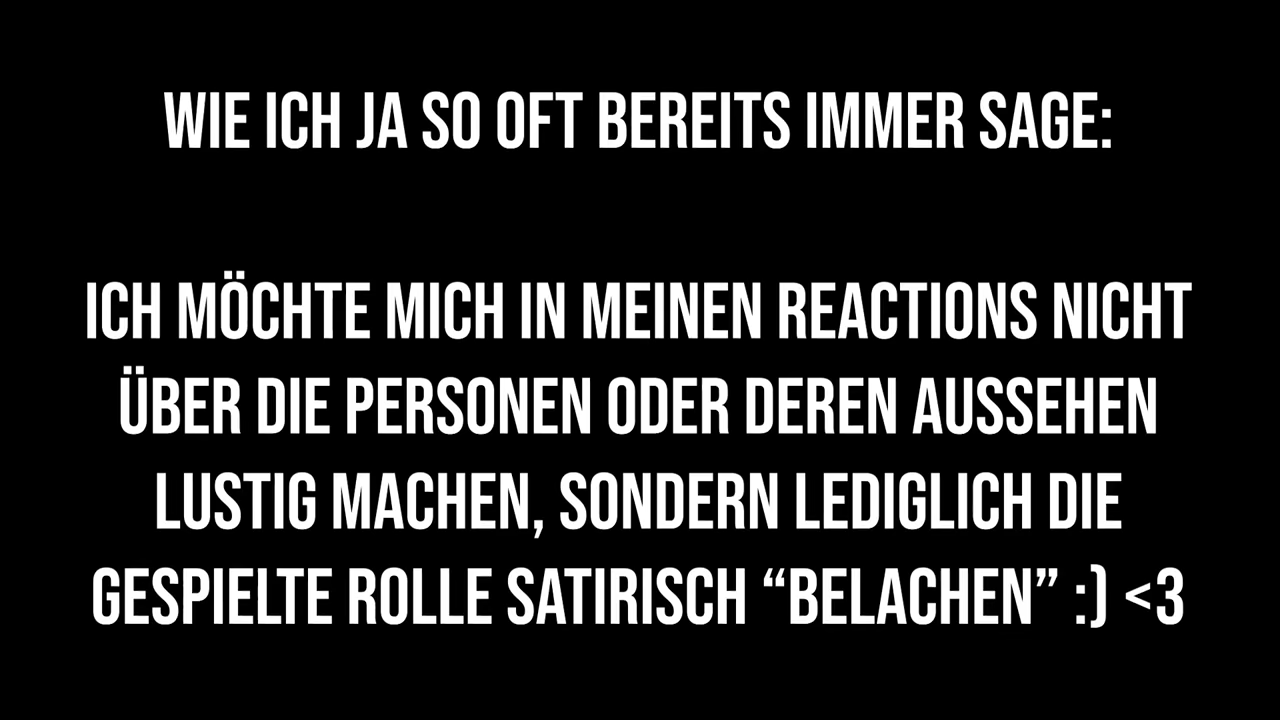 WIE ICH JA SO OFT BEREITS IMMER SAGE:
ICH MÖCHTE MICH IN MEINEN REACTIONS NICHT
ÜBER DIE PERSONEN ODER DEREN AUSSEHEN
LUSTIG MACHEN, SONDERN LEDIGLICH DIE
GESPIELTE ROLLE SATIRISCH “BELACHEN” :) <3